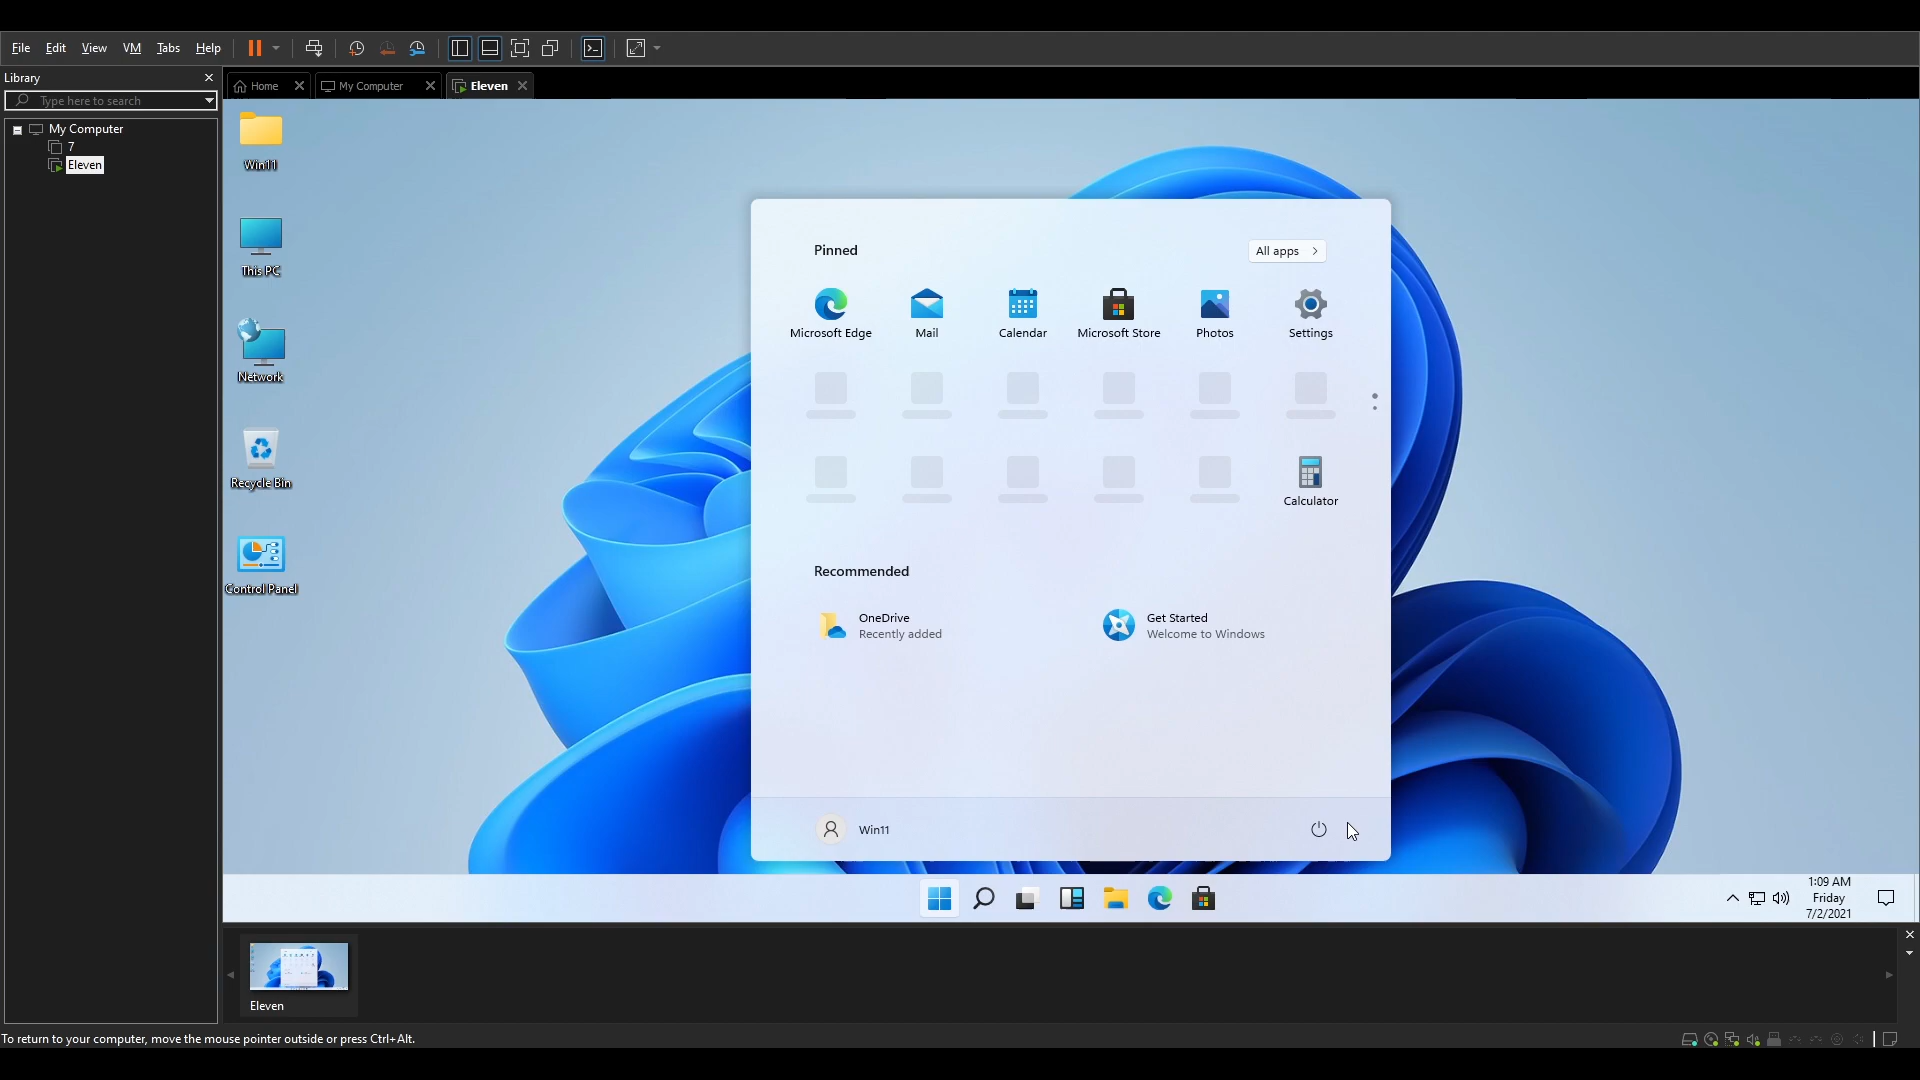 File Edit View VM Tabs Help
Library
Type here to search
My Computer
7
Eleven
Home
My Computer
Eleven
Win11
This PC
Network
Recycle Bin
Control Panel
Pinned
All apps
Microsoft Edge
Mail
Calendar
Microsoft Store
Photos
Settings
Calculator
Recommended
OneDrive
Recently added
Get Started
Welcome to Windows
Win11
1:09 AM
Friday
7/2/2021
Eleven
To return to your computer, move the mouse pointer outside or press Ctrl+Alt.